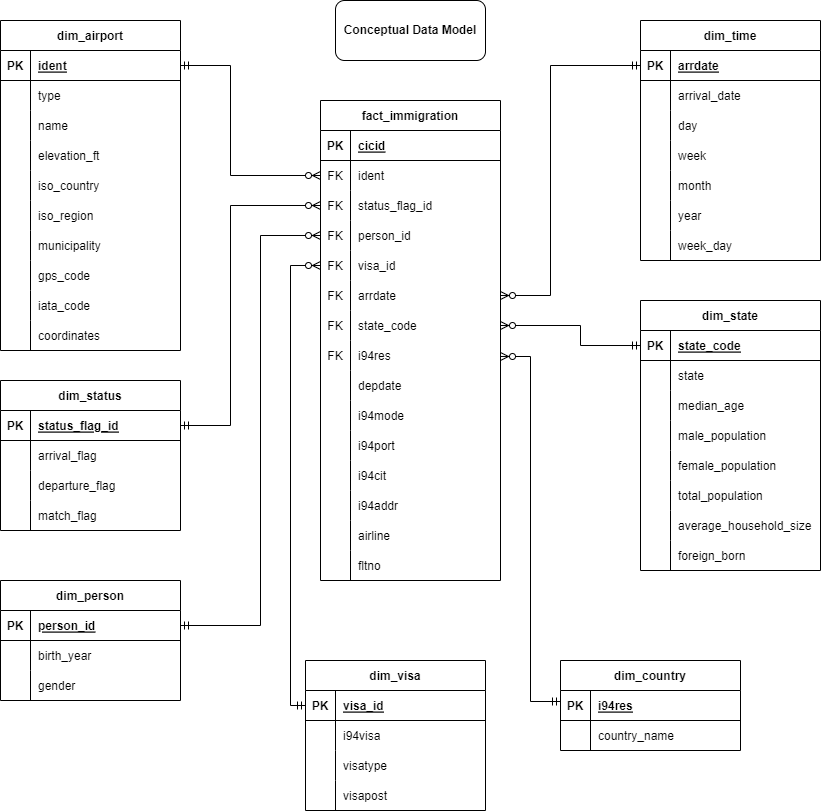 Conceptual Data Model
dim_airport
PK ident
type
name
elevation_ft
iso_country
iso_region
municipality
gps_code
iata_code
coordinates
dim_status
PK status_flag_id
arrival_flag
departure_flag
match_flag
dim_person
PK person_id
birth_year
gender
fact_immigration
PK cicid
FK ident
FK status_flag_id
FK person_id
FK visa_id
FK arrdate
FK state_code
FK i94res
depdate
i94mode
i94port
i94cit
i94addr
airline
fltno
dim_visa
PK visa_id
i94visa
visatype
visapost
dim_time
PK arrdate
arrival_date
day
week
month
year
week_day
dim_state
PK state_code
state
median_age
male_population
female_population
total_population
average_household_size
foreign_born
dim_country
PK i94res
country_name